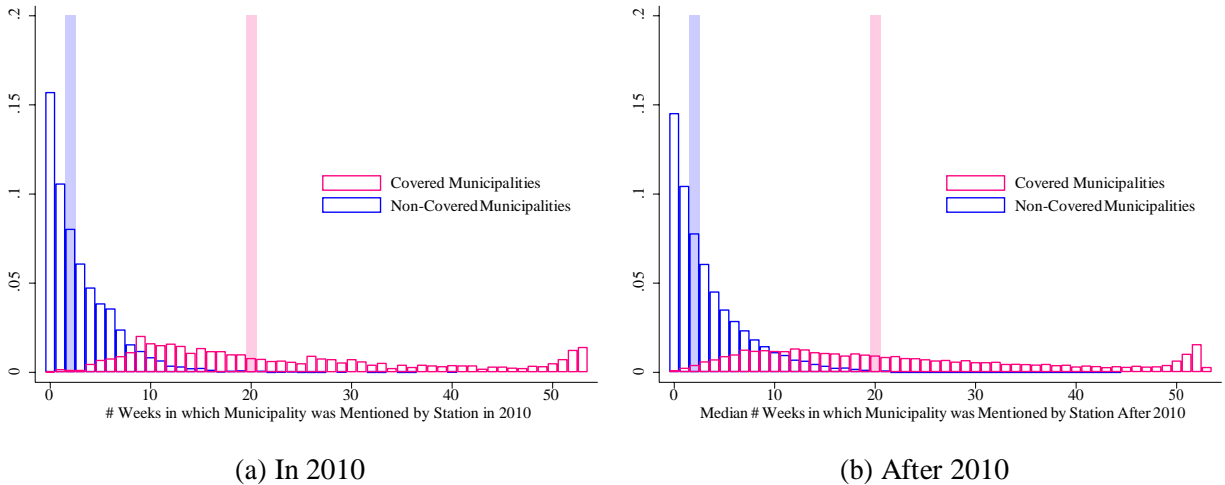 .2
.15
.1
.05
0
0
10
20
30
40
50
Covered Municipalities
Non-Covered Municipalities
# Weeks in which Municipality was Mentioned by Station in 2010
(a) In 2010
.2
.15
.1
.05
0
0
10
20
30
40
50
Covered Municipalities
Non-Covered Municipalities
Median # Weeks in which Municipality was Mentioned by Station After 2010
(b) After 2010